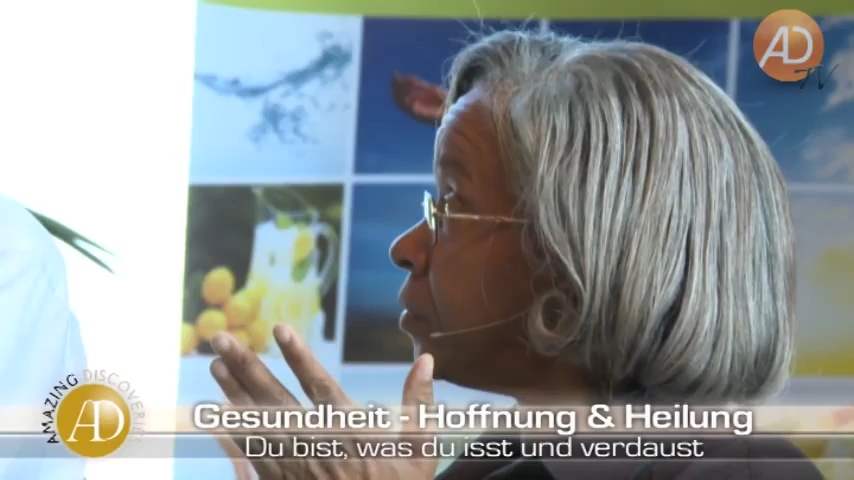 AD
TV
AMAZING DISCOVERIES
AD
Gesundheit - Hoffnung & Heilung
Du bist, was du isst und verdaust